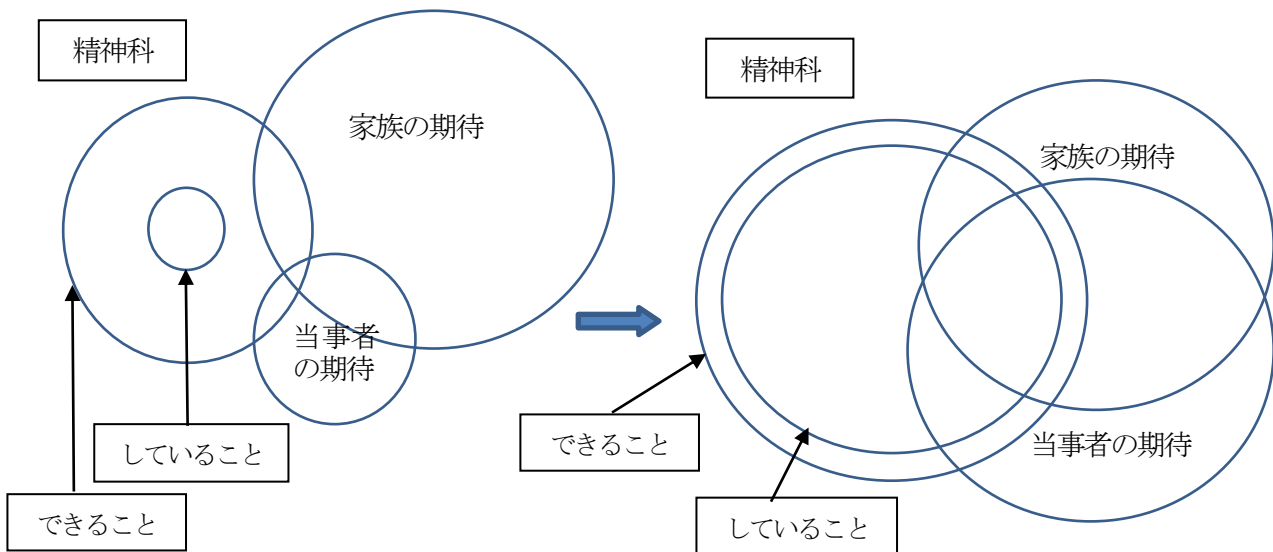 精神科
家族の期待
当事者
の期待
していること
できること
精神科
家族の期待
当事者の期待
できること
していること